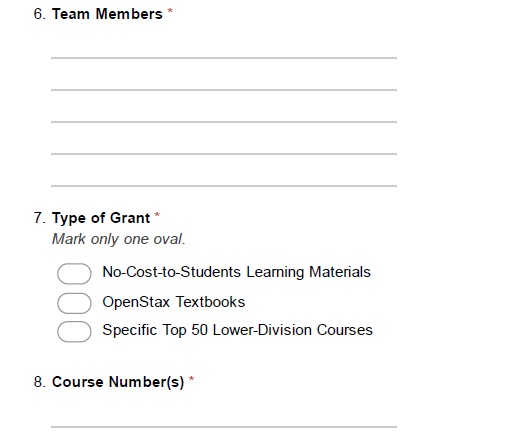 6. Team Members *
7. Type of Grant *
Mark only one oval.
No-Cost-to-Students Learning Materials
OpenStax Textbooks
Specific Top 50 Lower-Division Courses
8. Course Number(s) *